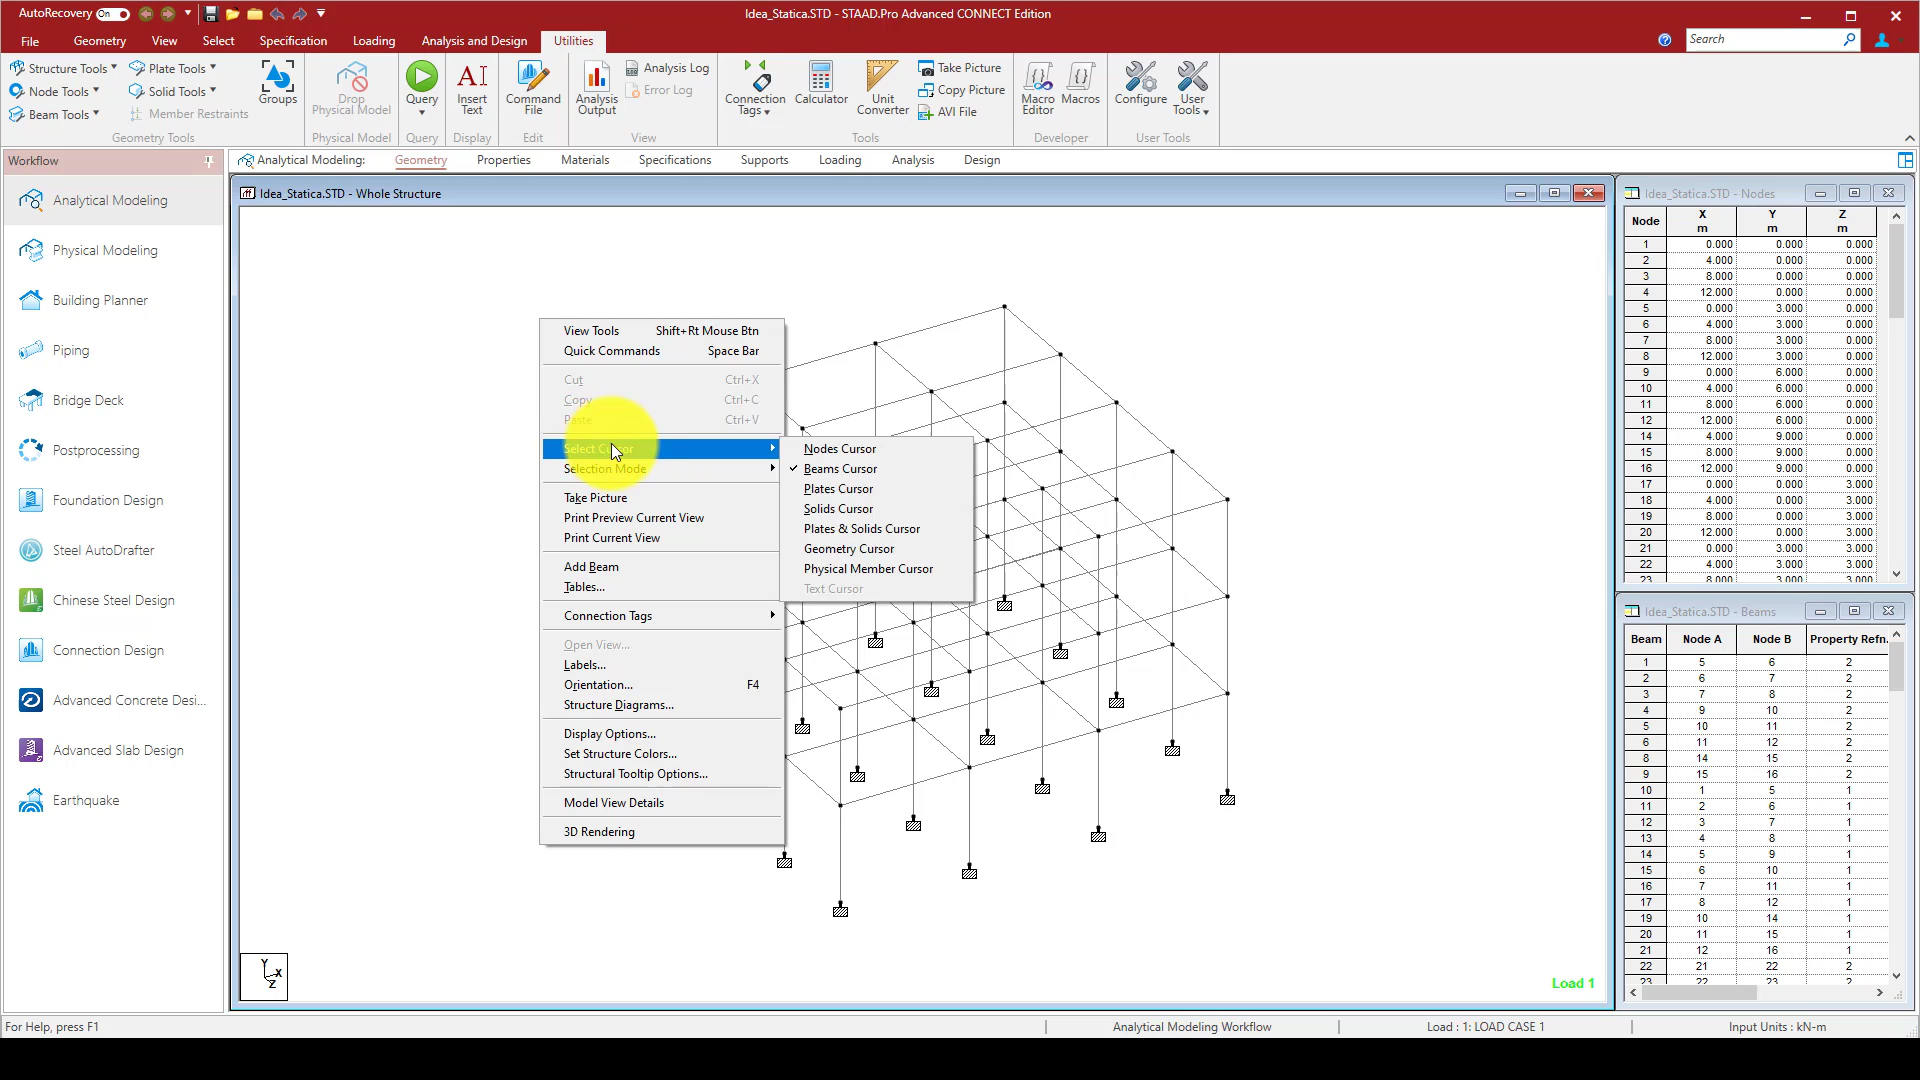 AutoRecovery On
Idea_Statica.STD - STAAD.Pro Advanced CONNECT Edition
File Geometry View Select Specification Loading Analysis and Design Utilities
Search
Structure Tools Plate Tools
Node Tools Solid Tools
Beam Tools Member Restraints
Geometry Tools
Groups
Drop Physical Model
Physical Model
Query
Query
Insert Text
Display
Command File
Edit
Analysis Output
Analysis Log
Error Log
View
Connection Tags
Calculator
Unit Converter
Take Picture
Copy Picture
AVI File
Tools
Macro Editor
Macros
Developer
Configure
User Tools
User Tools
Workflow
Analytical Modeling
Physical Modeling
Building Planner
Piping
Bridge Deck
Postprocessing
Foundation Design
Steel AutoDrafter
Chinese Steel Design
Connection Design
Advanced Concrete Desi...
Advanced Slab Design
Earthquake
Analytical Modeling: Geometry Properties Materials Specifications Supports Loading Analysis Design
Idea_Statica.STD - Whole Structure
View Tools Shift+Rt Mouse Btn
Quick Commands Space Bar
Cut Ctrl+X
Copy Ctrl+C
Paste Ctrl+V
Select Cursor
Selection Mode
Take Picture
Print Preview Current View
Print Current View
Add Beam
Tables...
Connection Tags
Open View...
Labels...
Orientation... F4
Structure Diagrams...
Display Options...
Set Structure Colors...
Structural Tooltip Options...
Model View Details
3D Rendering
Nodes Cursor
Beams Cursor
Plates Cursor
Solids Cursor
Plates & Solids Cursor
Geometry Cursor
Physical Member Cursor
Text Cursor
Y X Z
Load 1
Idea_Statica.STD - Nodes
Node X m Y m Z m
1 0.000 0.000 0.000
2 4.000 0.000 0.000
3 8.000 0.000 0.000
4 12.000 0.000 0.000
5 0.000 3.000 0.000
6 4.000 3.000 0.000
7 8.000 3.000 0.000
8 12.000 3.000 0.000
9 0.000 6.000 0.000
10 4.000 6.000 0.000
11 8.000 6.000 0.000
12 12.000 6.000 0.000
14 4.000 9.000 0.000
15 8.000 9.000 0.000
16 12.000 9.000 0.000
17 0.000 0.000 3.000
18 4.000 0.000 3.000
19 8.000 0.000 3.000
20 12.000 0.000 3.000
21 0.000 3.000 3.000
22 4.000 3.000 3.000
23 8.000 3.000 3.000
Idea_Statica.STD - Beams
Beam Node A Node B Property Refn.
1 5 6 2
2 6 7 2
3 7 8 2
4 9 10 2
5 10 11 2
6 11 12 2
8 14 15 2
9 15 16 2
10 1 5 1
11 2 6 1
12 3 7 1
13 4 8 1
14 5 9 1
15 6 10 1
16 7 11 1
17 8 12 1
19 10 14 1
20 11 15 1
21 12 16 1
22 21 22 2
23 22 23 2
For Help, press F1
Analytical Modeling Workflow
Load : 1: LOAD CASE 1
Input Units : kN-m